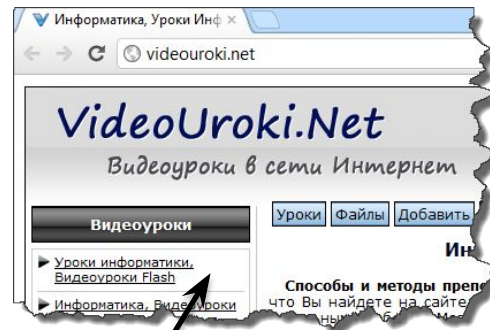 Информатика, Уроки Инф
videouroki.net
VideoUroki.Net
Видеоуроки в сети Интернет
Видеоуроки
Уроки Файлы Добавить
Уроки информатики,
Видеоуроки Flash
Информатика, Видеоуроки
Ин
Способы и методы препо
что Вы найдете на сайте